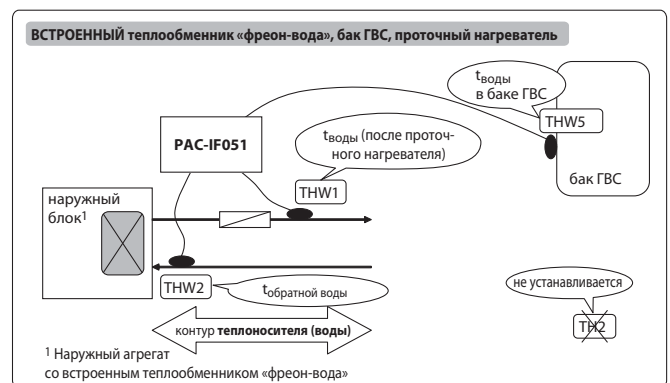 ВСТРОЕННЫЙ теплообменник «фреон-вода», бак ГВС, проточный нагреватель
tводы
в баке ГВС
THW5
PAC-IF051
tводы (после проточ-
ного нагревателя)
бак ГВС
THW1
наружный
блок1
THW2
tобратной воды
не устанавливается
TH2
контур теплоносителя (воды)
1 Наружный агрегат
со встроенным теплообменником «фреон-вода»